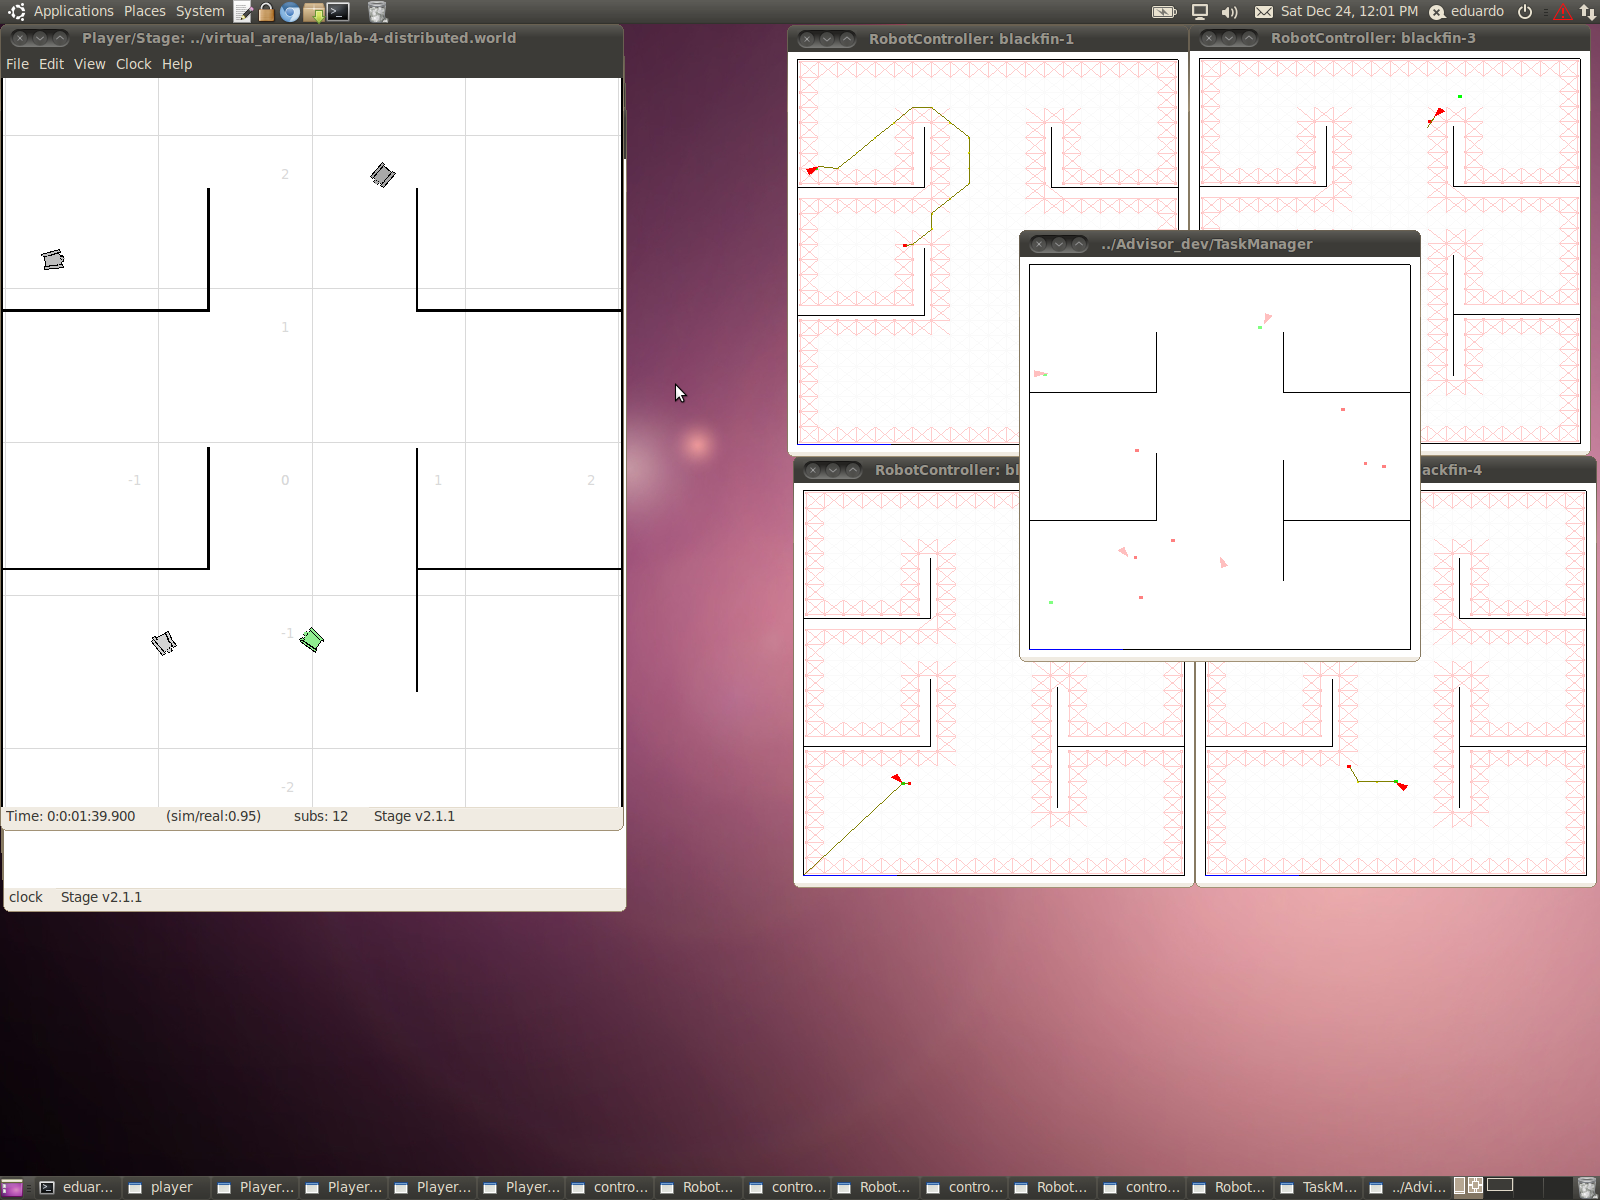 Applications Places System
Sat Dec 24, 12:01 PM eduardo
Player/Stage: ../virtual_arena/lab/lab-4-distributed.world
File Edit View Clock Help
2
1
-1 0 1 2
-1
-2
Time: 0:0:01:39.900 (sim/real:0.95) subs: 12 Stage v2.1.1
clock Stage v2.1.1
RobotController: blackfin-1
RobotController: blackfin-3
../Advisor_dev/TaskManager
RobotController: bl
ackfin-4
eduar... player Player... Player... Player... Player... contro... Robot... contro... Robot... contro... Robot... contro... Robot... TaskM... ../Advi...